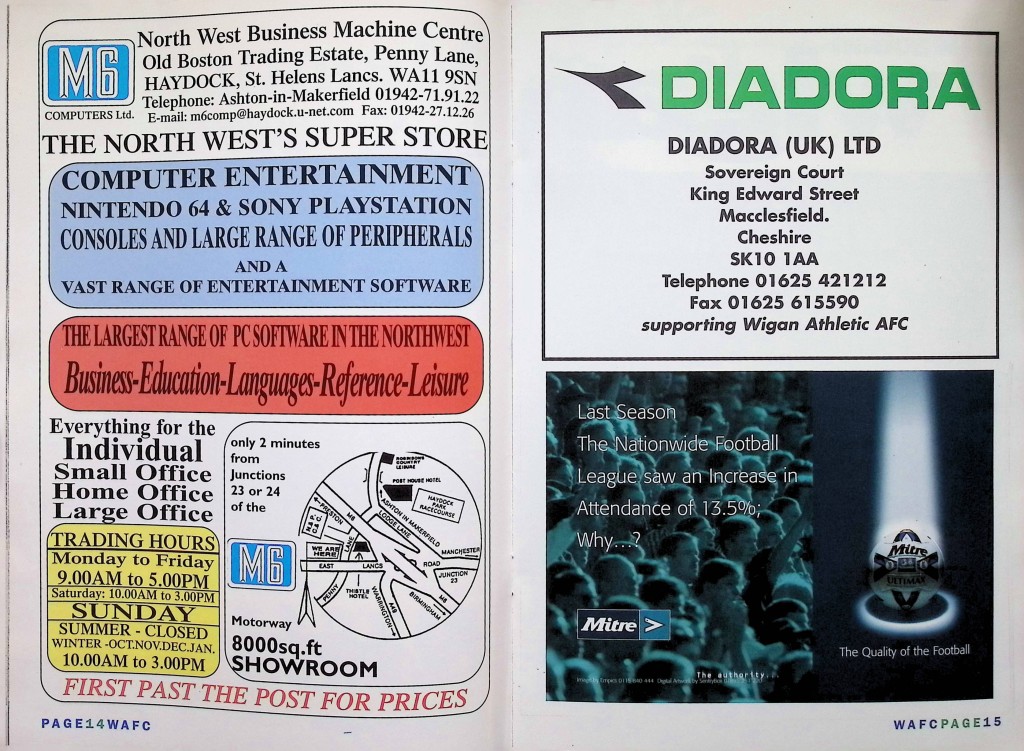 M6
COMPUTERS Ltd.
North West Business Machine Centre
Old Boston Trading Estate, Penny Lane,
HAYDOCK, St. Helens Lancs. WA11 9SN
Telephone: Ashton-in-Makerfield 01942-71.91.22
E-mail: m6comp@haydock.u-net.com Fax: 01942-27.12.26
THE NORTH WEST'S SUPER STORE
COMPUTER ENTERTAINMENT
NINTENDO 64 & SONY PLAYSTATION
CONSOLES AND LARGE RANGE OF PERIPHERALS
AND A
VAST RANGE OF ENTERTAINMENT SOFTWARE
THE LARGEST RANGE OF PC SOFTWARE IN THE NORTHWEST
Business-Education-Languages-Reference-Leisure
Everything for the
Individual
Small Office
Home Office
Large Office
TRADING HOURS
Monday to Friday
9.00AM to 5.00PM
Saturday: 10.00AM to 3.00PM
SUNDAY
SUMMER - CLOSED
WINTER -OCT.NOV.DEC.JAN.
10.00AM to 3.00PM
only 2 minutes
from
Junctions
23 or 24
of the
M6
Motorway
8000sq.ft
SHOWROOM
ROBINSONS
COUNTRY
LEISURE
POST HOUSE HOTEL
HAYDOCK
PARK
RACECOURSE
ASHTON IN MAKERFIELD
LODGE LANE
PRESTON
M6
WE ARE
HERE
LANE
EAST
LANCS
ROAD
MANCHESTER
JUNCTION
23
M6
BIRMINGHAM
PENNY
THISTLE
HOTEL
WARRINGTON
A49
FIRST PAST THE POST FOR PRICES
PAGE14WAFC
DIADORA
DIADORA (UK) LTD
Sovereign Court
King Edward Street
Macclesfield.
Cheshire
SK10 1AA
Telephone 01625 421212
Fax 01625 615590
supporting Wigan Athletic AFC
Last Season
The Nationwide Football
League saw an Increase in
Attendance of 13.5%;
Why...?
Mitre
ULTIMAX
Mitre
The Quality of the Football
The authority...
WAFCPAGE15